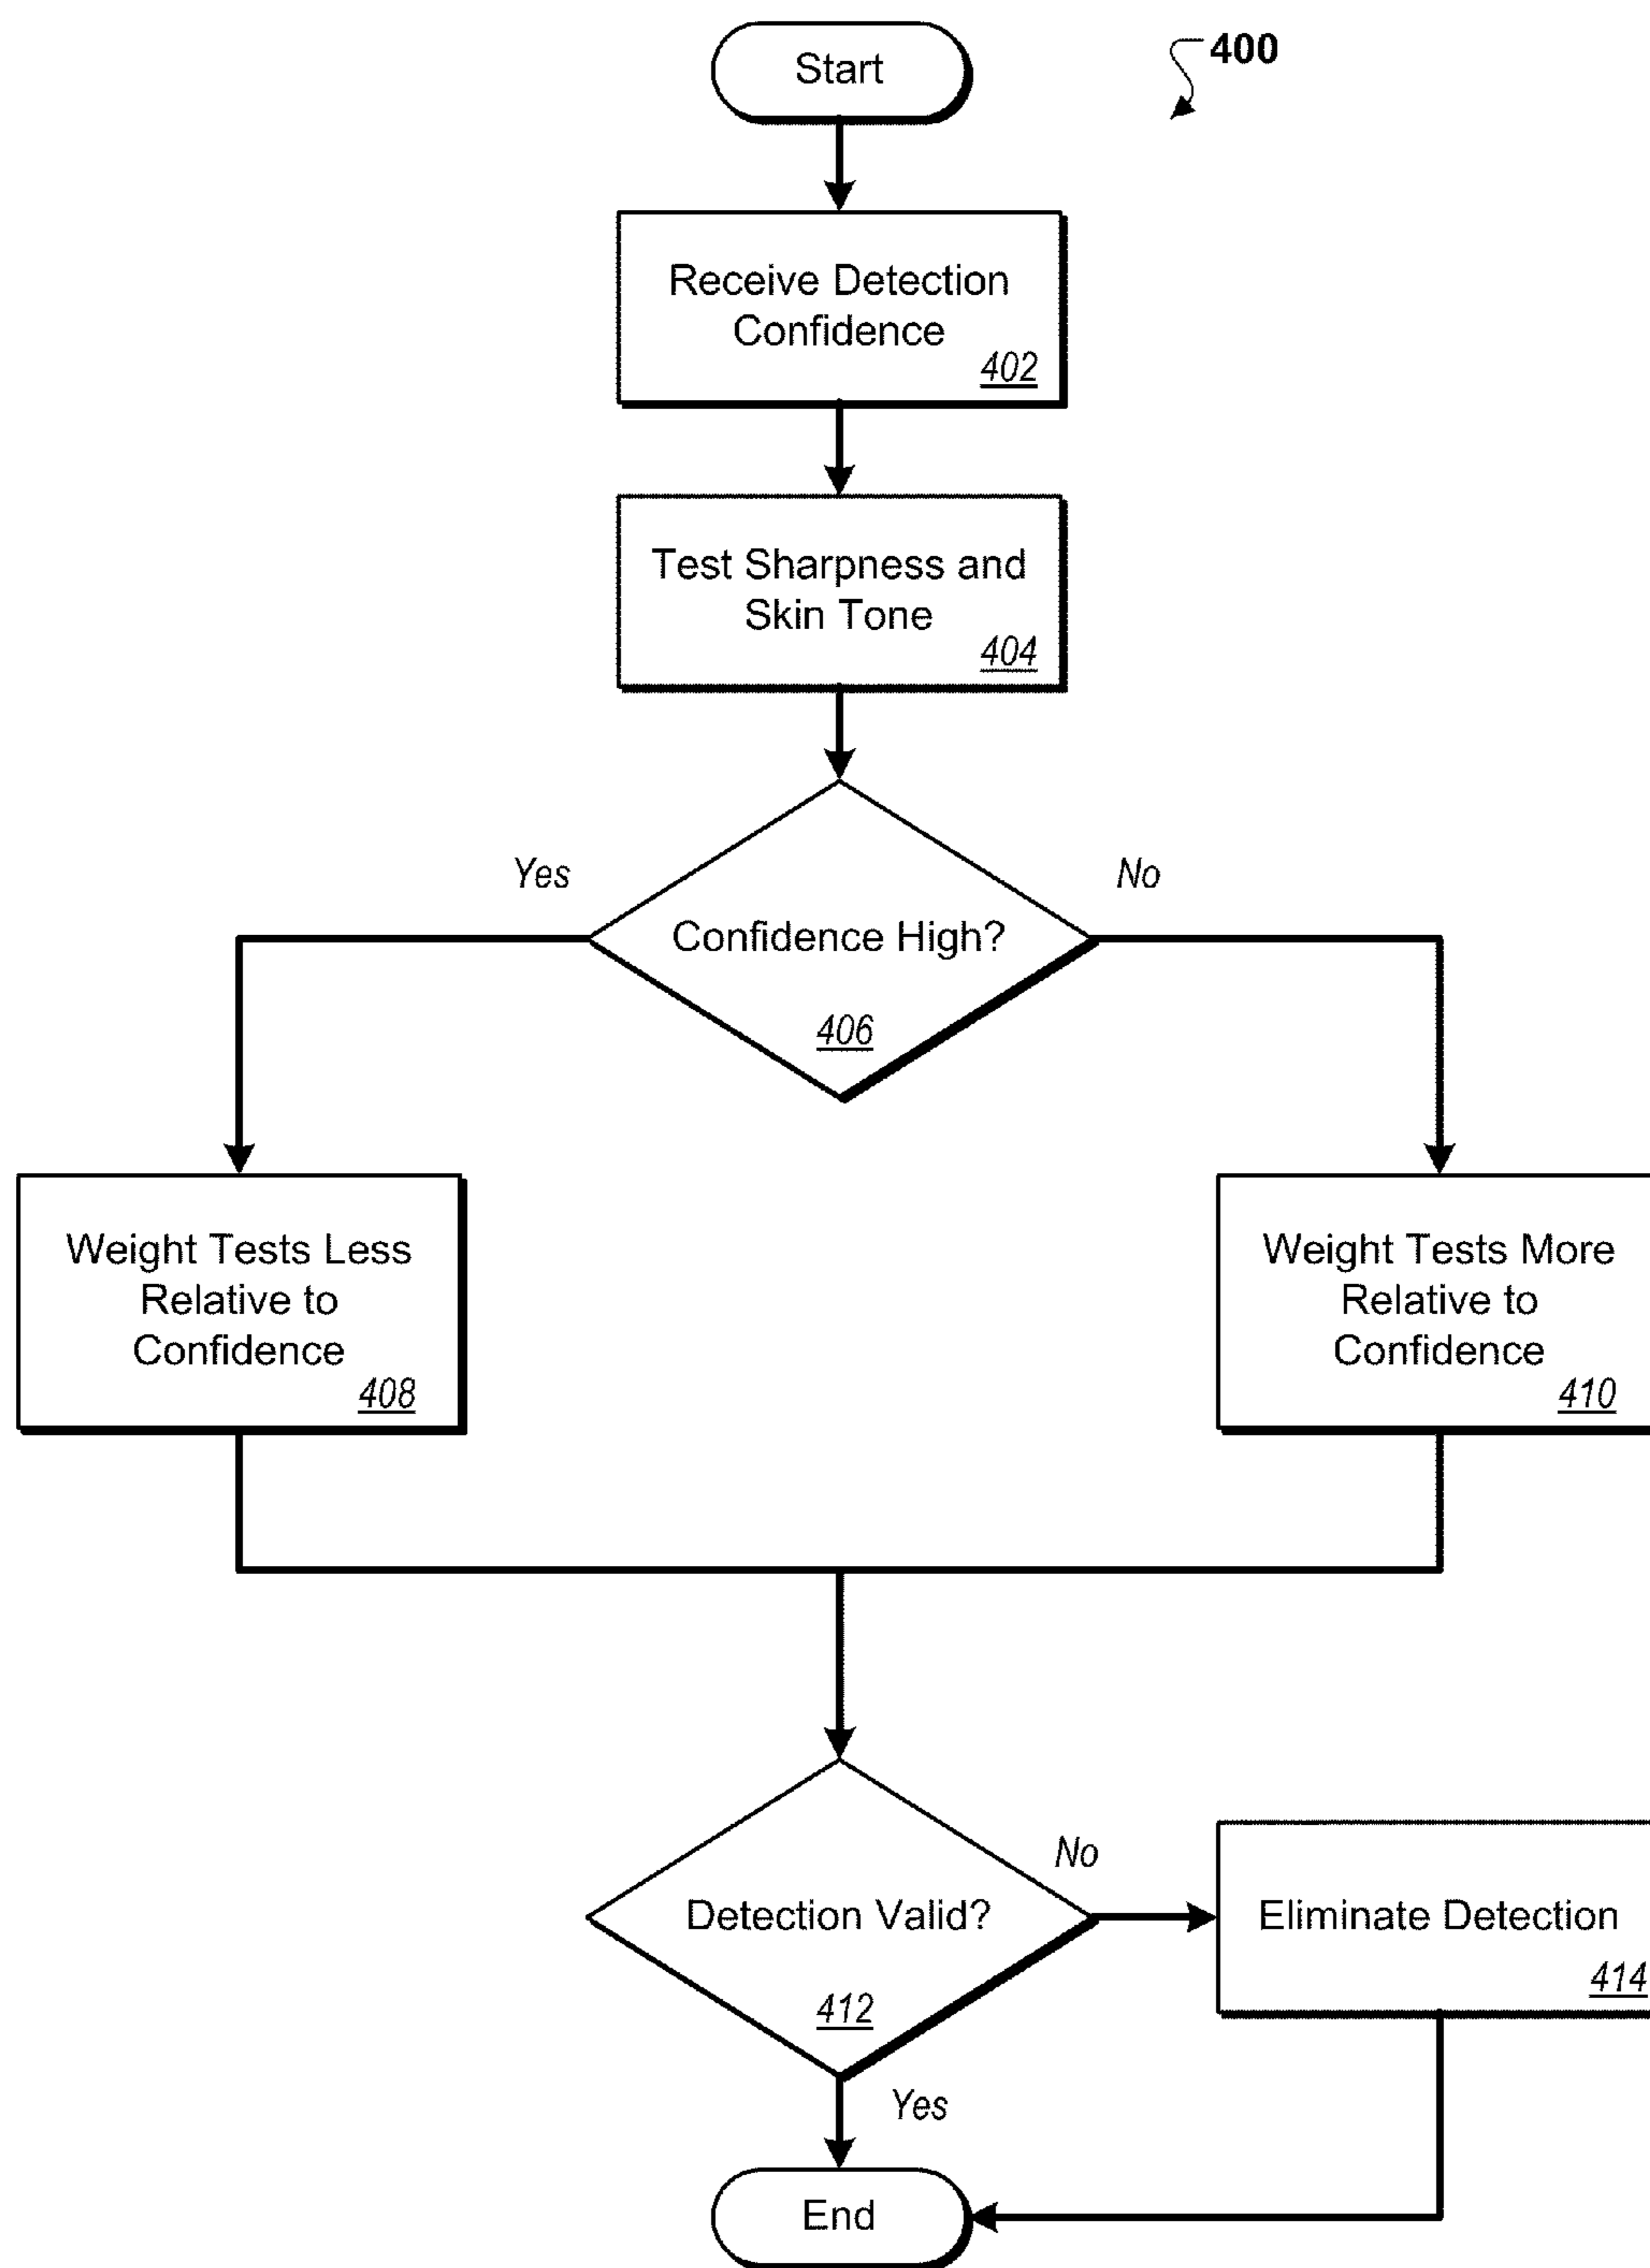 Start
400
Receive Detection
Confidence
402
Test Sharpness and
Skin Tone
404
Yes
No
Confidence High?
406
Weight Tests Less
Relative to
Confidence
408
Weight Tests More
Relative to
Confidence
410
No
Detection Valid?
412
Eliminate Detection
414
Yes
End